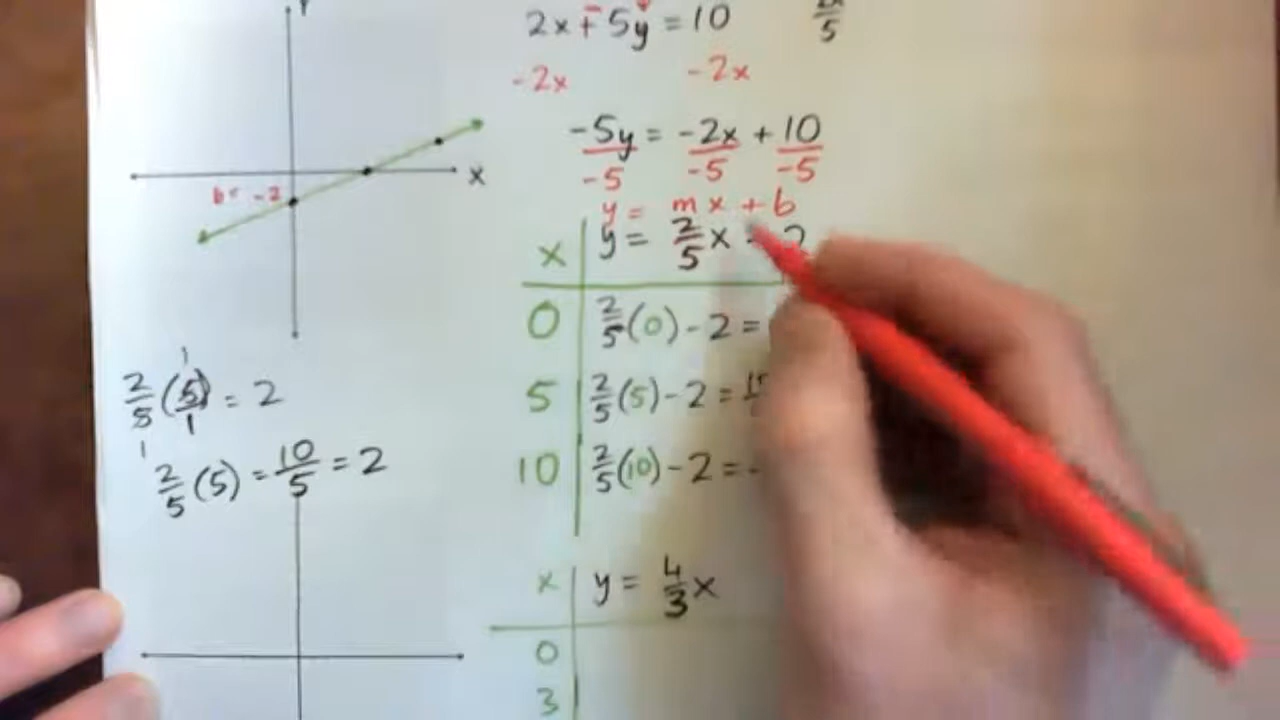 2x - 5y = 10
-2x -2x
-5y = -2x + 10
-5 -5 -5
y = mx + b
x y = 2/5 x - 2
0 2/5 (0) - 2 =
5 2/5 (5) - 2 =
10 2/5 (10) - 2 =
x
b = -2
2/5 (5/1) = 2
1 1
2/5 (5) = 10/5 = 2
x y = 4/3 x
0
3